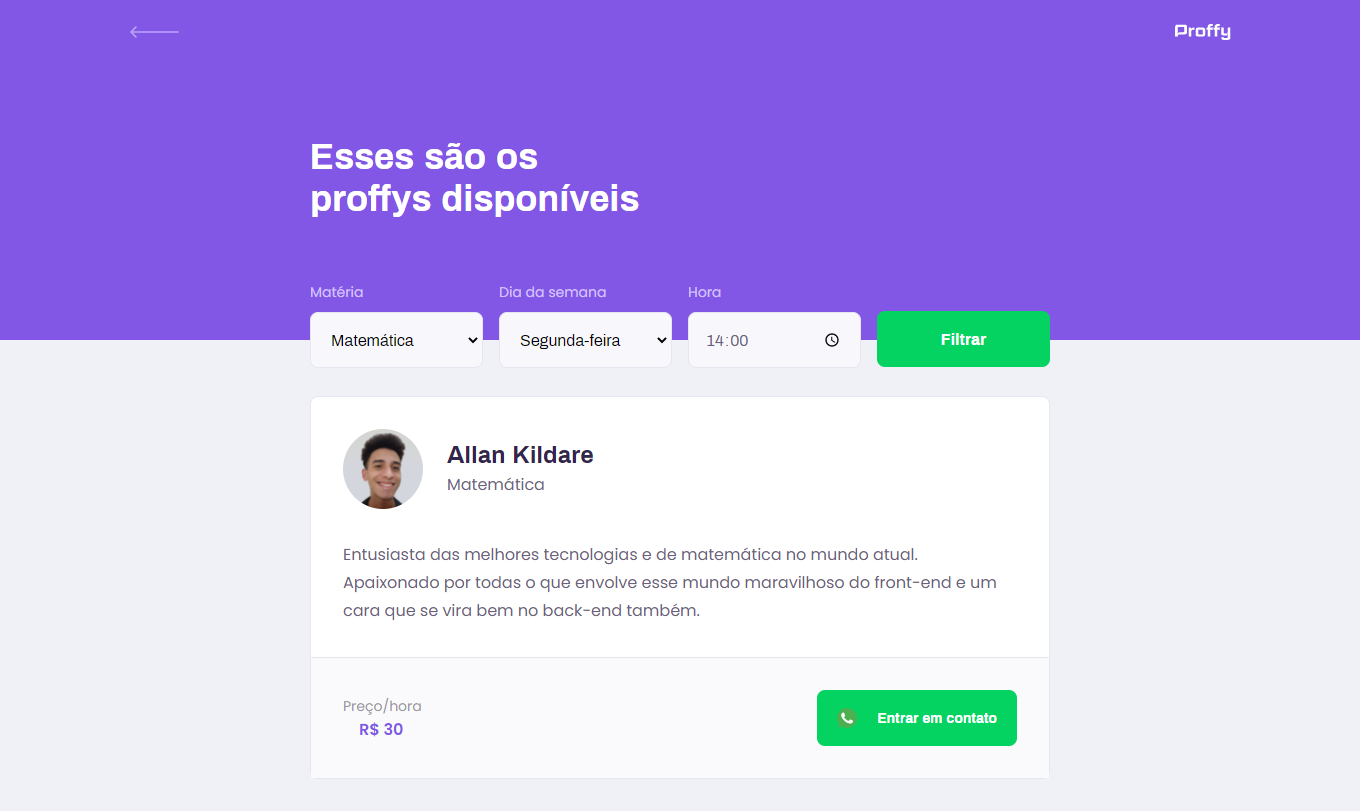 Proffy
Esses são os
proffys disponíveis
Matéria
Dia da semana
Hora
Matemática
Segunda-feira
14:00
Filtrar
Allan Kildare
Matemática
Entusiasta das melhores tecnologias e de matemática no mundo atual.
Apaixonado por todas o que envolve esse mundo maravilhoso do front-end e um
cara que se vira bem no back-end também.
Preço/hora
R$ 30
Entrar em contato